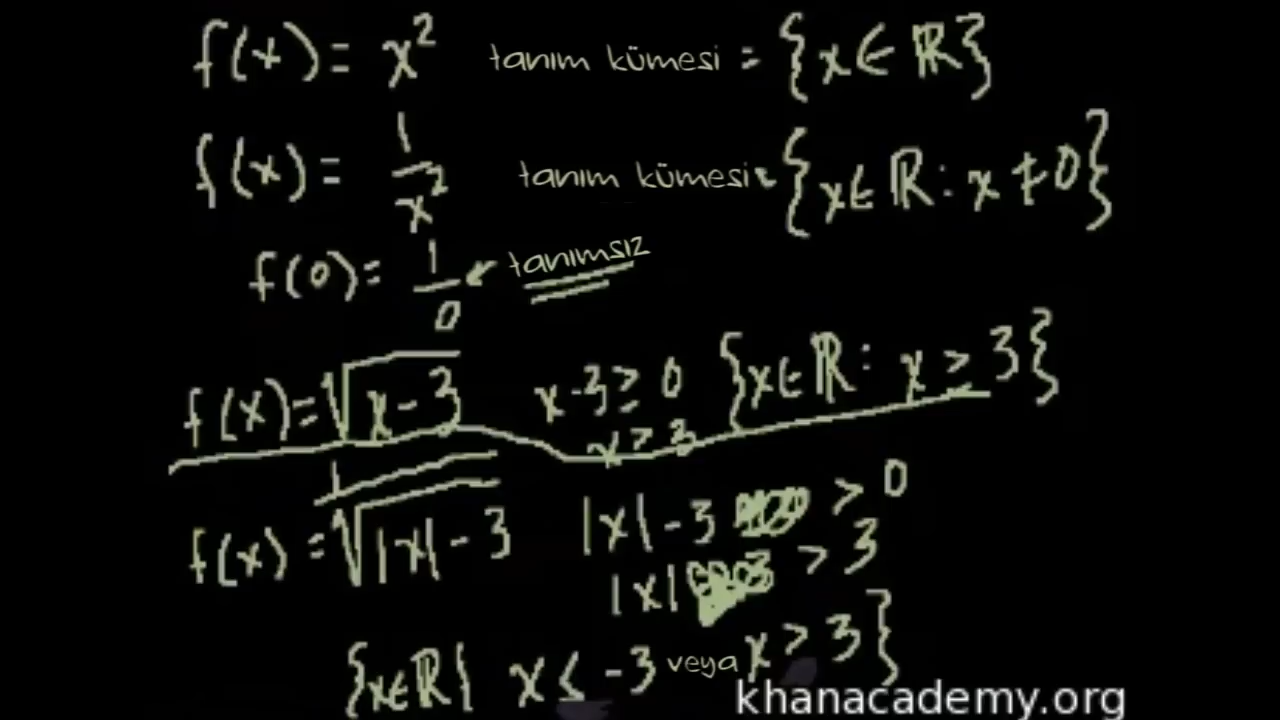 f(x) = x² tanım kümesi = {x ∈ ℝ}
f(x) = 1/x² tanım kümesi = {x ∈ ℝ : x ≠ 0}
f(0) = 1/0 ← tanımsız
f(x) = √(x-3) x-3 ≥ 0 {x ∈ ℝ : x ≥ 3}
x ≥ 3
f(x) = 1/√(|x|-3) |x|-3 > 0
|x| > 3
{x ∈ ℝ | x ≤ -3 veya x > 3}
khanacademy.org